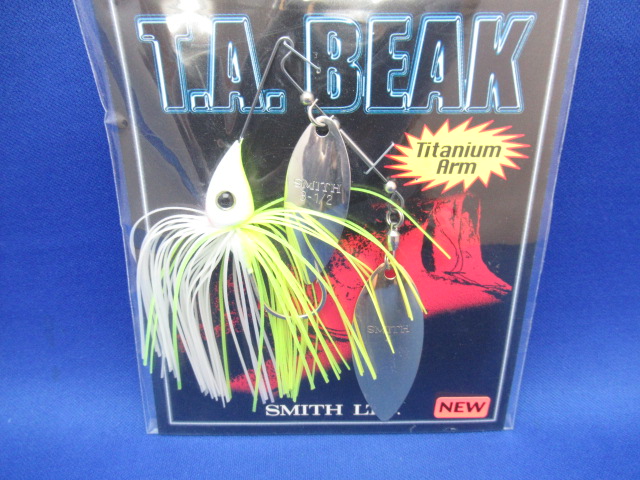 T.A. BEAK
Titanium
Arm
SMITH
3-1/2
SMITH
SMITH LTD.
NEW